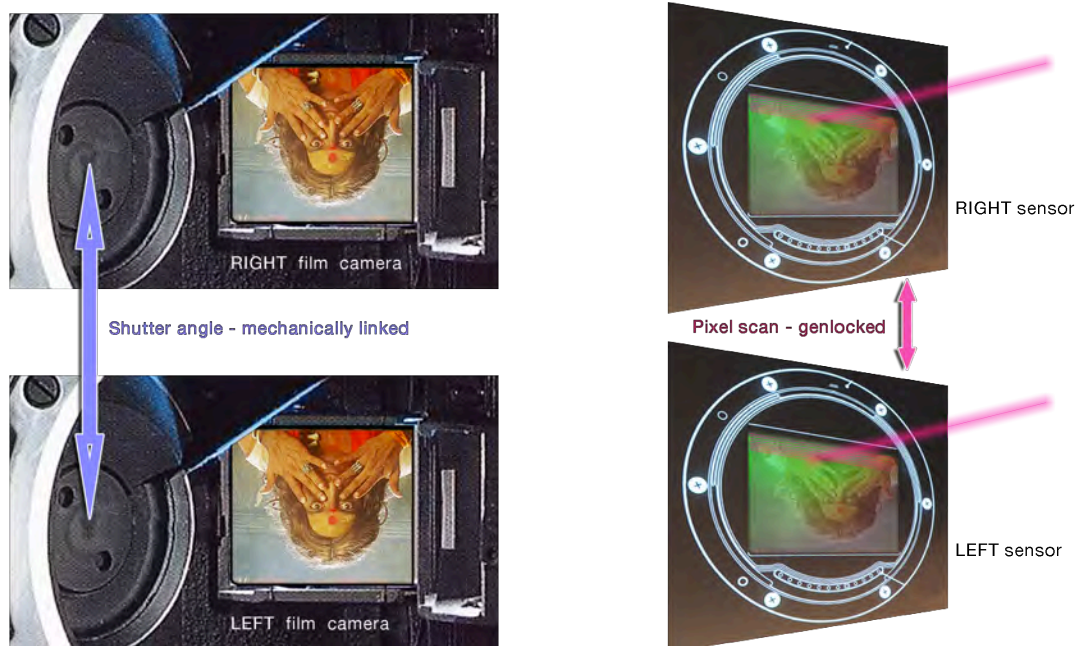 RIGHT film camera
RIGHT sensor
Shutter angle - mechanically linked
Pixel scan - genlocked
LEFT sensor
LEFT film camera